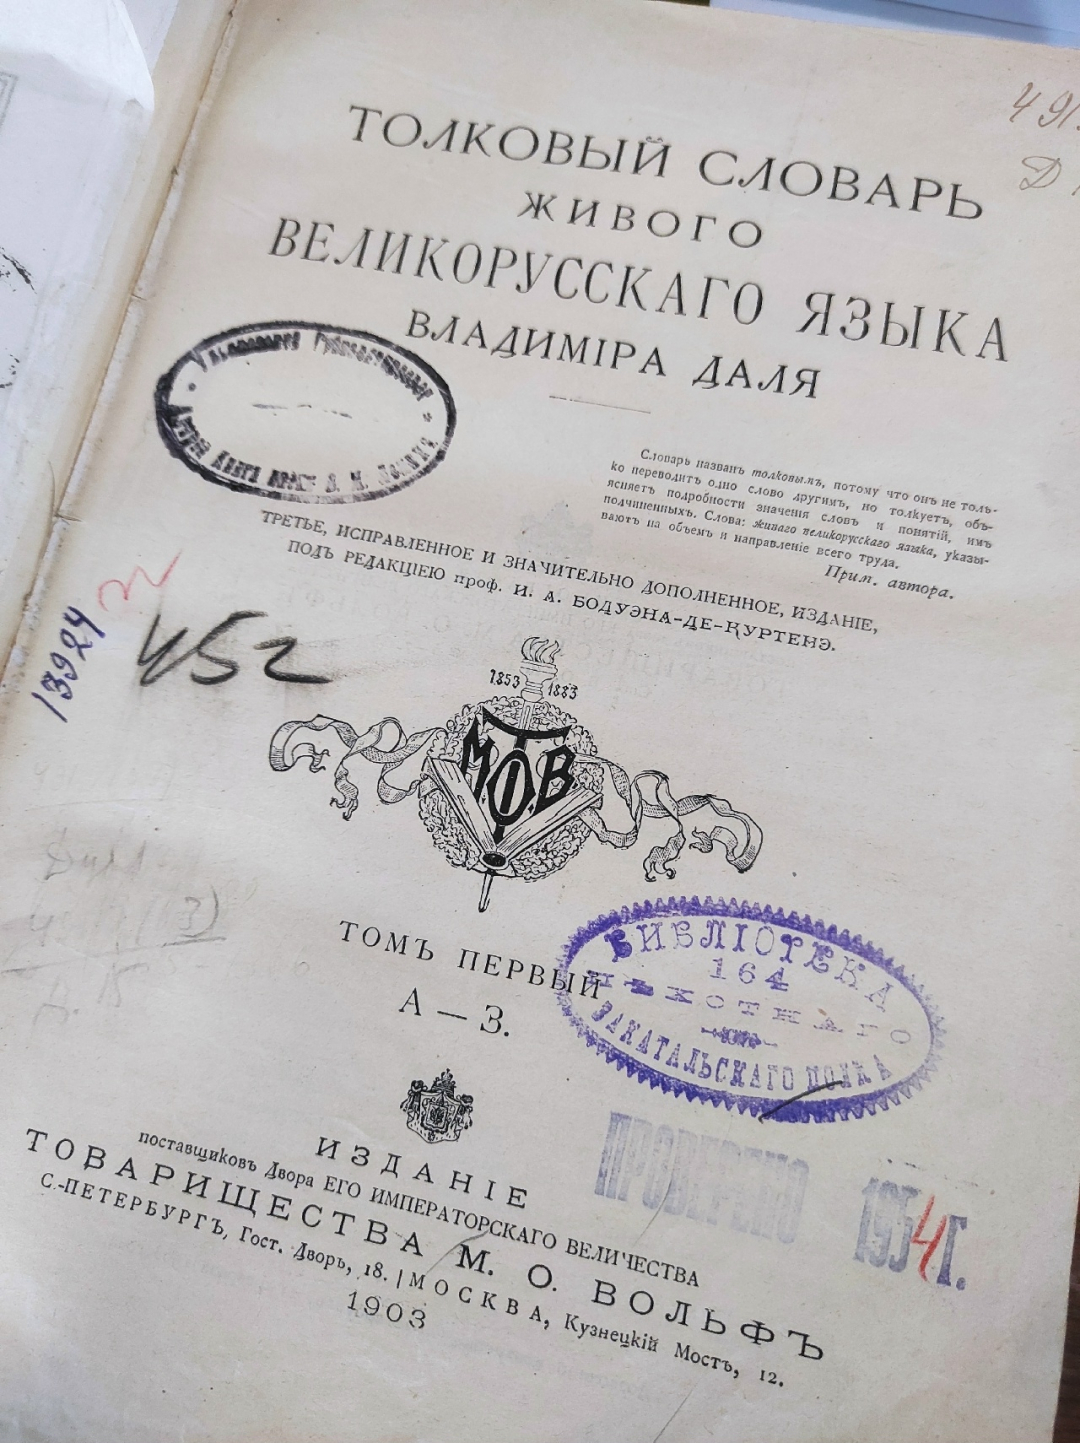 ТОЛКОВЫЙ СЛОВАРЬ
ЖИВОГО
ВЕЛИКОРУССКАГО ЯЗЫКА
ВЛАДИМІРА ДАЛЯ
Словарь названъ толковымъ, потому что онъ не толь-
ко переводитъ одно слово другимъ, но толкуетъ, объ-
ясняетъ подробности значенія словъ и понятій, имъ
подчиненныхъ. Слова: живаго великорусскаго языка, указы-
ваютъ на объемъ и направленіе всего труда.
Прим. автора.
ТРЕТЬЕ, ИСПРАВЛЕННОЕ И ЗНАЧИТЕЛЬНО ДОПОЛНЕННОЕ, ИЗДАНІЕ,
ПОДЪ РЕДАКЦІЕЮ проф. И. А. БОДУЭНА-ДЕ-КУРТЕНЭ.
13924
452
1853 1883
М.О.В
ТОМЪ ПЕРВЫЙ
А — З.
БИБЛІОТЕКА
164
ЗАКАТАЛЬСКАГО ПОЛКА
ПРОВЕРЕНО 1954г.
ИЗДАНІЕ
поставщиковъ Двора ЕГО ИМПЕРАТОРСКАГО ВЕЛИЧЕСТВА
ТОВАРИЩЕСТВА М. О. ВОЛЬФЪ
С.-ПЕТЕРБУРГЪ, Гост. Дворъ, 18. | МОСКВА, Кузнецкій Мостъ, 12.
1903